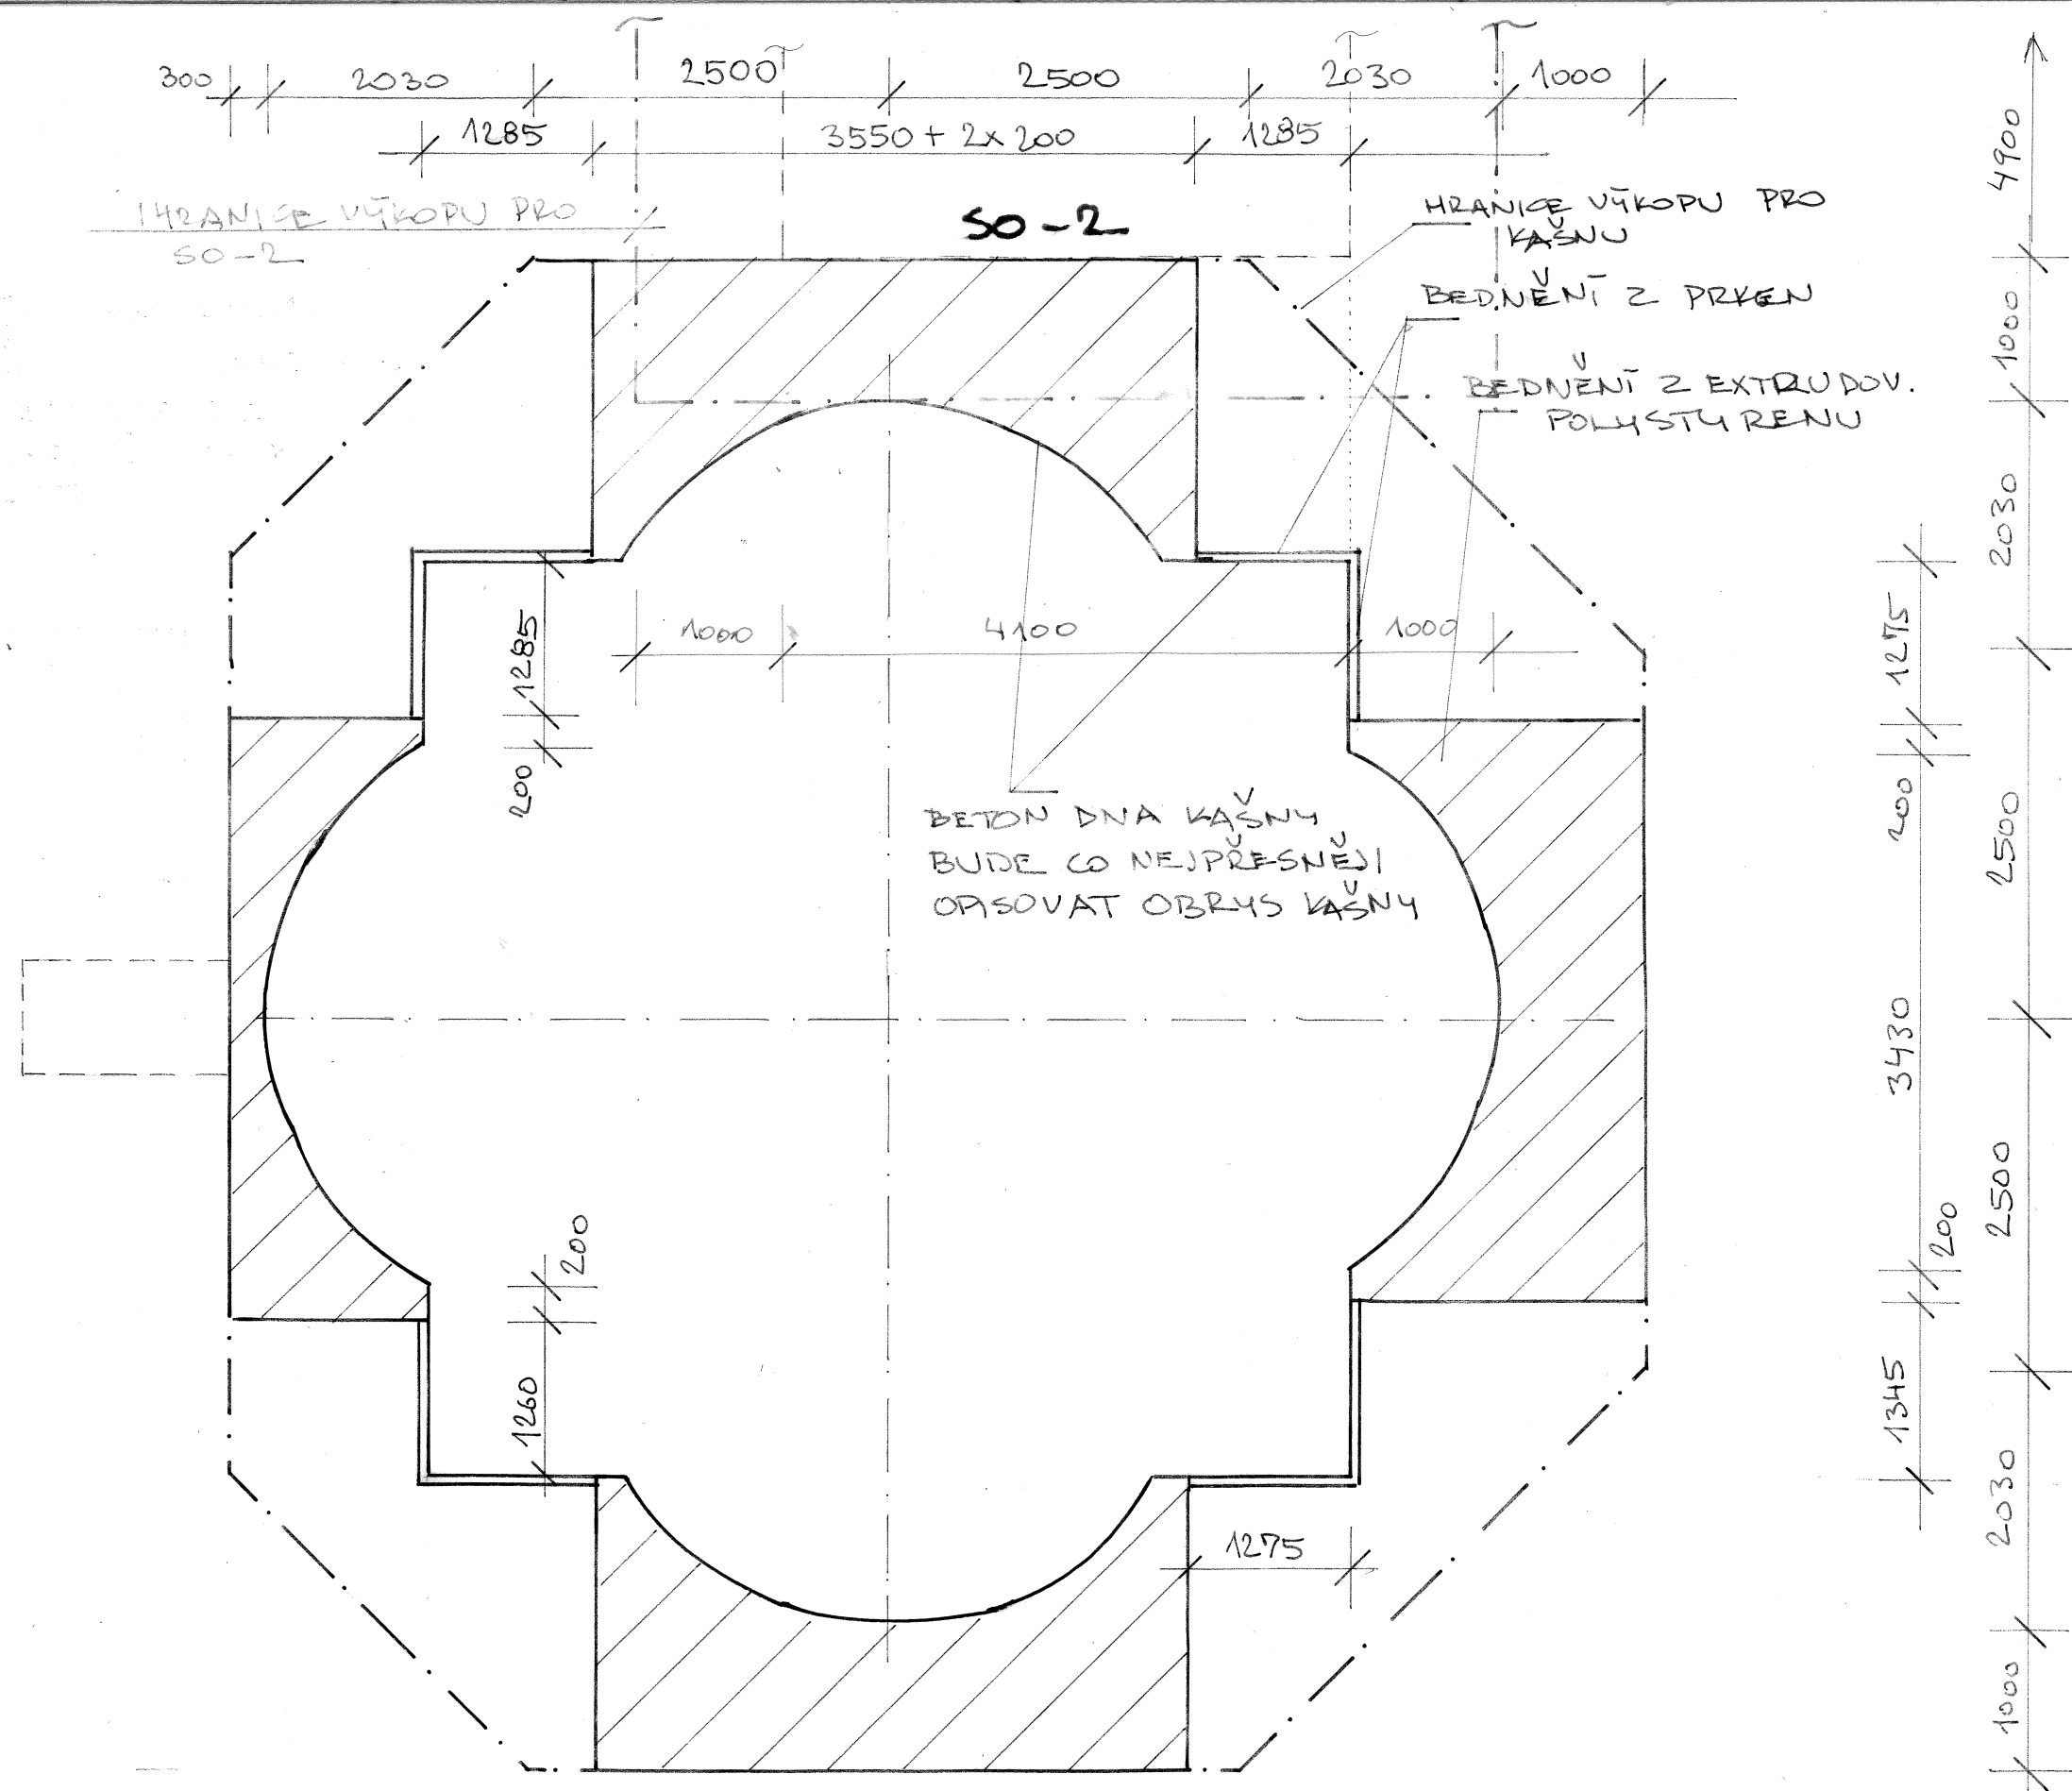 300 2030 2500 2500 2030 1000
1285 3550 + 2x 200 1285
HRANICE VÝKOPU PRO
SO-2
SO-2
HRANICE VÝKOPU PRO
KAŠNU
BEDNĚNÍ Z PRKEN
BEDNĚNÍ Z EXTRUDOV.
POLYSTYRENU
1000 4100 1000
1285
200
BETON DNA KAŠNY
BUDE CO NEJPŘESNĚJI
OPISOVAT OBRYS KAŠNY
200
1260
1275
1275
200
3430
200
1345
4900
1000
2030
2500
2500
2030
1000